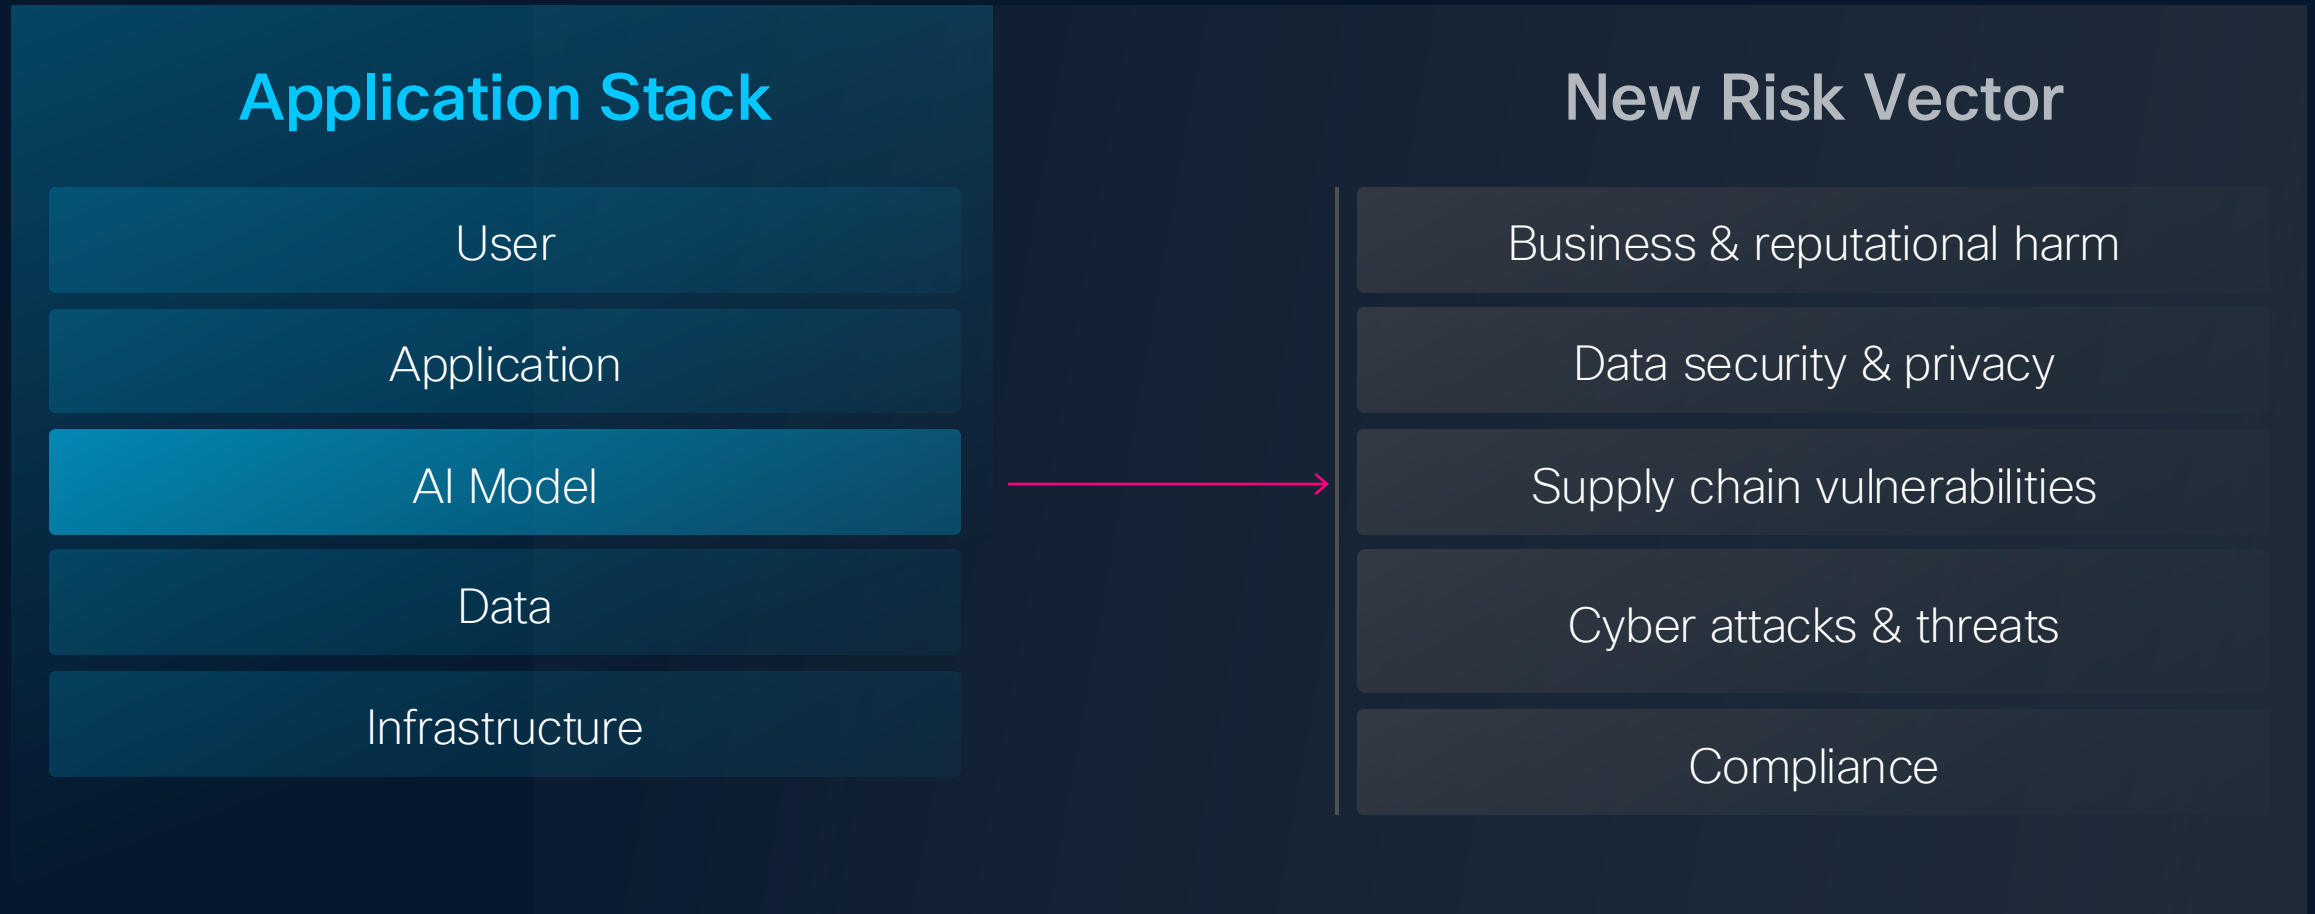 Application Stack
User
Application
AI Model
Data
Infrastructure
New Risk Vector
Business & reputational harm
Data security & privacy
Supply chain vulnerabilities
Cyber attacks & threats
Compliance